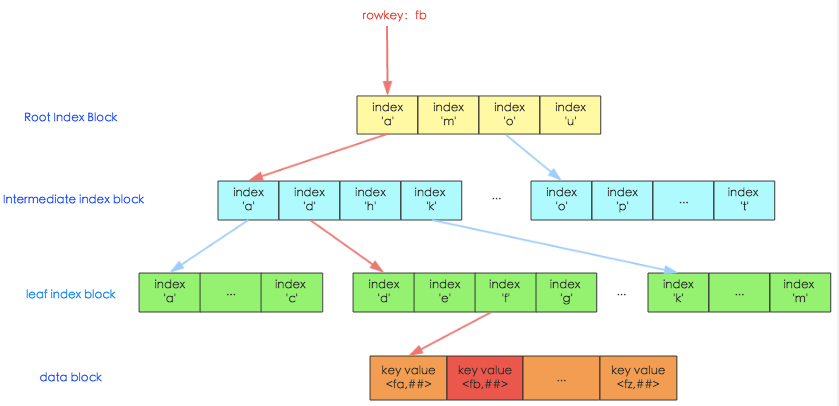 rowkey: fb
Root Index Block
index index index index
'a' 'm' 'o' 'u'
Intermediate index block
index index index index ... index index ... index
'a' 'd' 'h' 'k' 'o' 'p' 't'
leaf index block
index ... index index index index index ... index ... index
'a' 'c' 'd' 'e' 'f' 'g' 'k' 'm'
data block
key value key value ... key value
<fa,##> <fb,##> <fz,##>